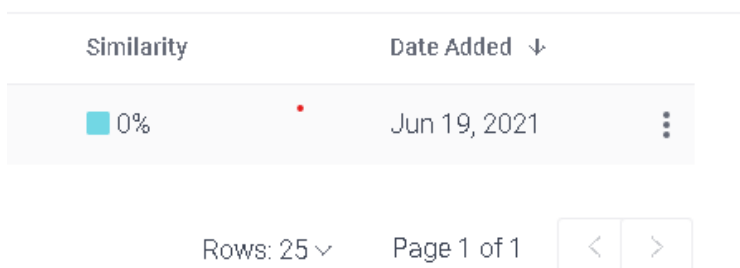 Similarity Date Added
0% Jun 19, 2021
Rows: 25 Page 1 of 1